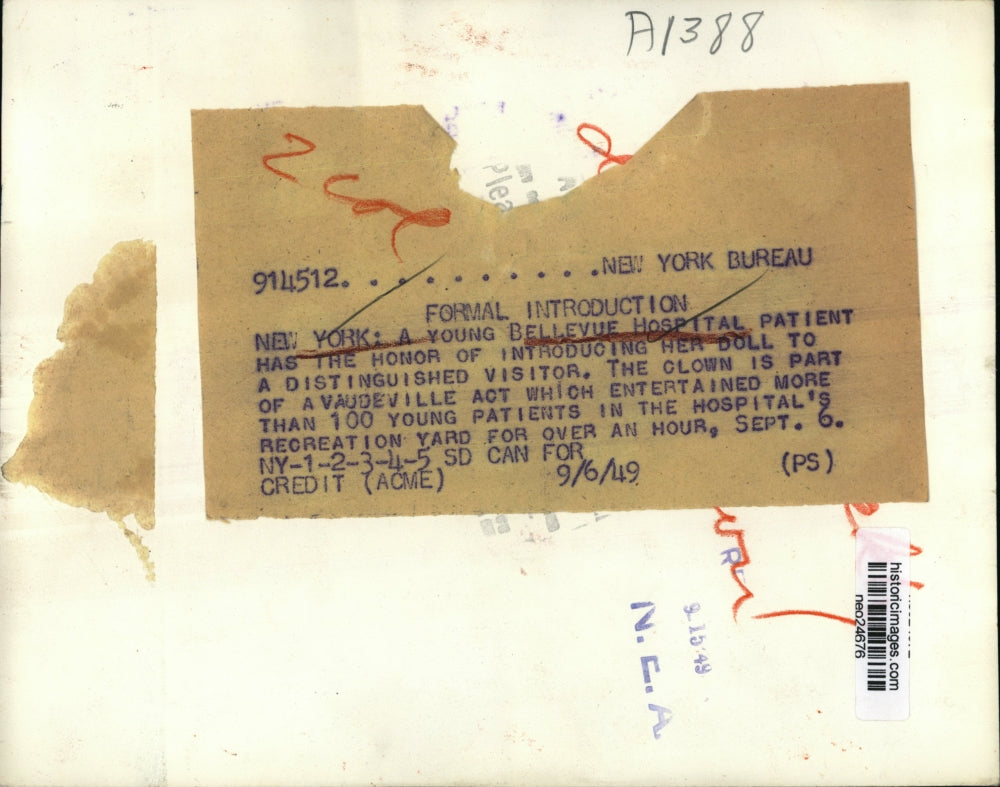 A1388
plea
914512. . . . . . . . . . .NEW YORK BUREAU
FORMAL INTRODUCTION
NEW YORK: A YOUNG BELLEVUE HOSPITAL PATIENT
HAS THE HONOR OF INTRODUCING HER DOLL TO
A DISTINGUISHED VISITOR. THE CLOWN IS PART
OF A VAUDEVILLE ACT WHICH ENTERTAINED MORE
THAN 100 YOUNG PATIENTS IN THE HOSPITAL'S
RECREATION YARD FOR OVER AN HOUR, SEPT. 6.
NY-1-2-3-4-5 SD CAN FOR
CREDIT (ACME) 9/6/49 (PS)
9 15 49
N.E.A.
historicimages.com
neo24676